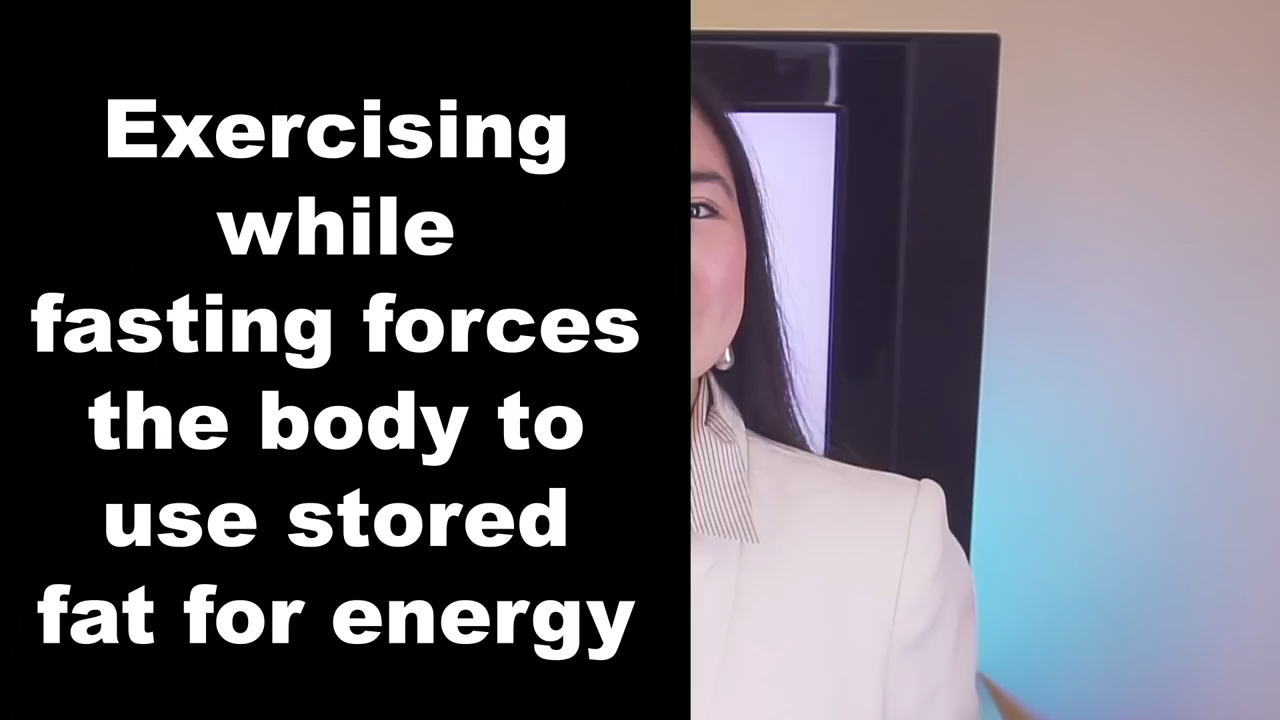 Exercising
while
fasting forces
the body to
use stored
fat for energy